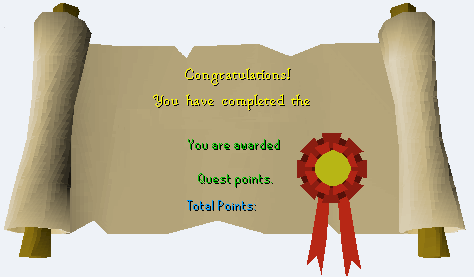 Congratulations!
You have completed the
You are awarded
Quest points.
Total Points: